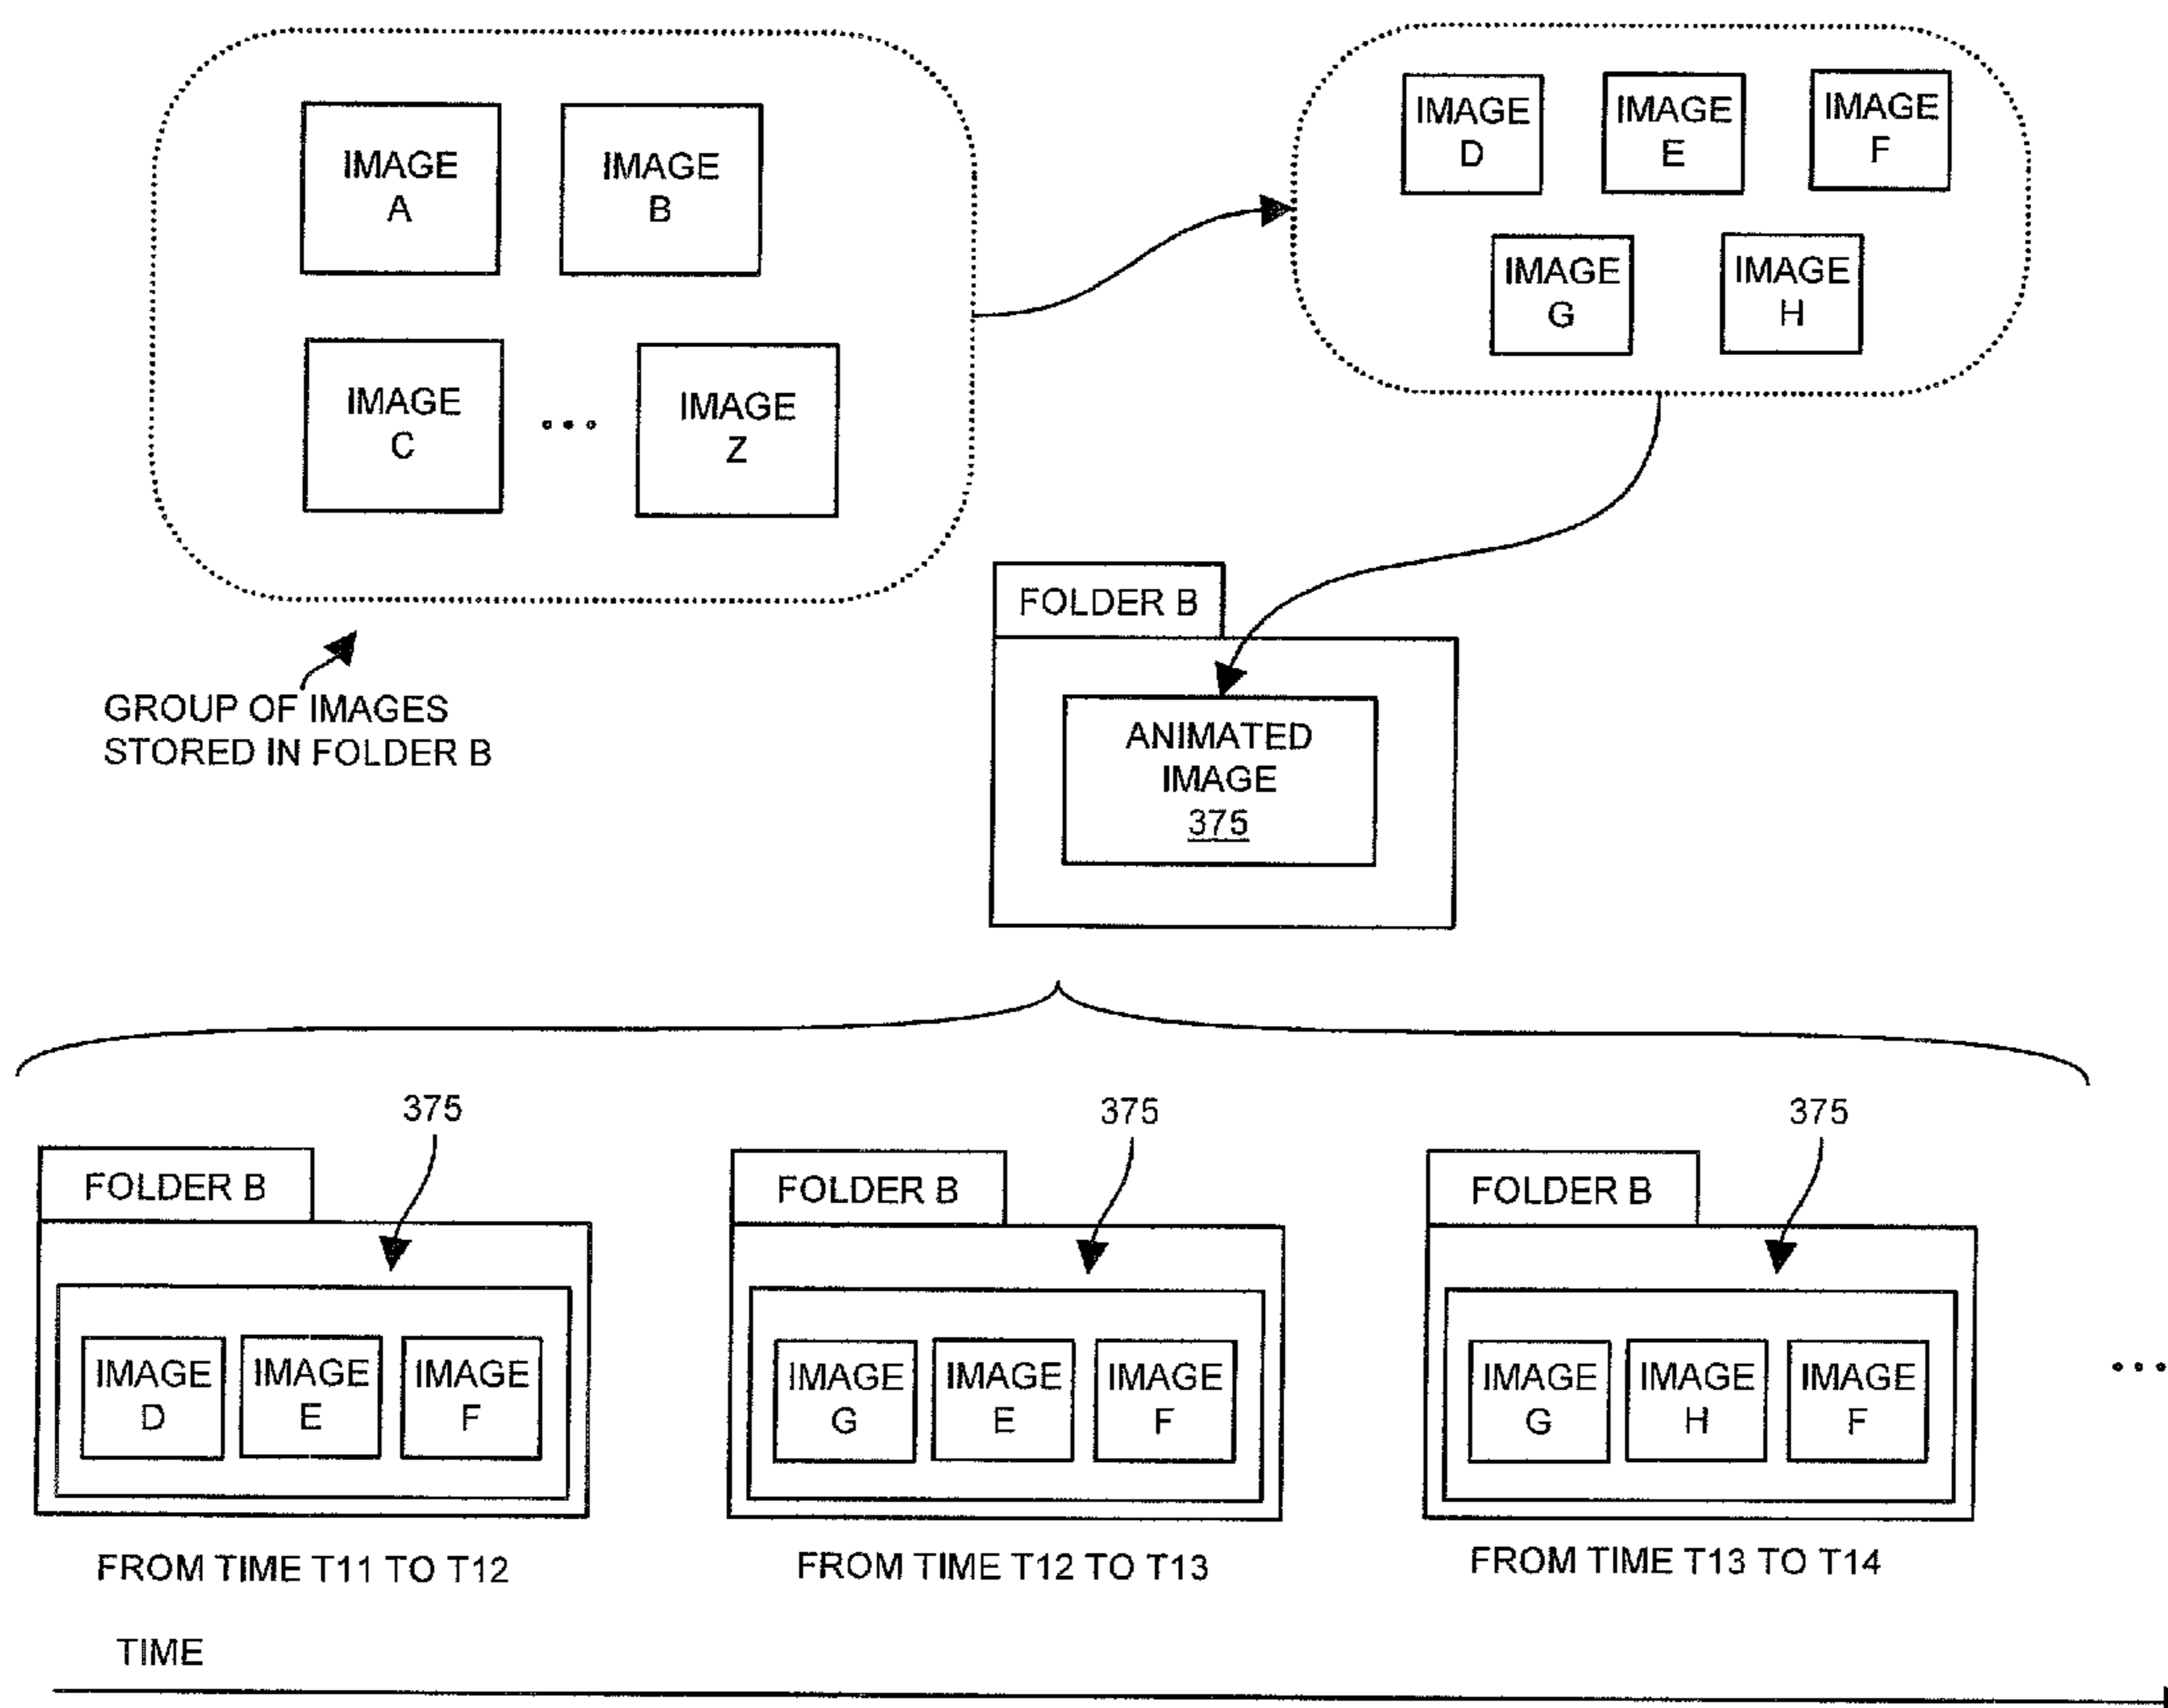 IMAGE
A
IMAGE
B
IMAGE
C
...
IMAGE
Z
GROUP OF IMAGES
STORED IN FOLDER B
IMAGE
D
IMAGE
E
IMAGE
F
IMAGE
G
IMAGE
H
FOLDER B
ANIMATED
IMAGE
375
375
FOLDER B
IMAGE
D
IMAGE
E
IMAGE
F
FROM TIME T11 TO T12
375
FOLDER B
IMAGE
G
IMAGE
E
IMAGE
F
FROM TIME T12 TO T13
375
FOLDER B
IMAGE
G
IMAGE
H
IMAGE
F
FROM TIME T13 TO T14
...
TIME